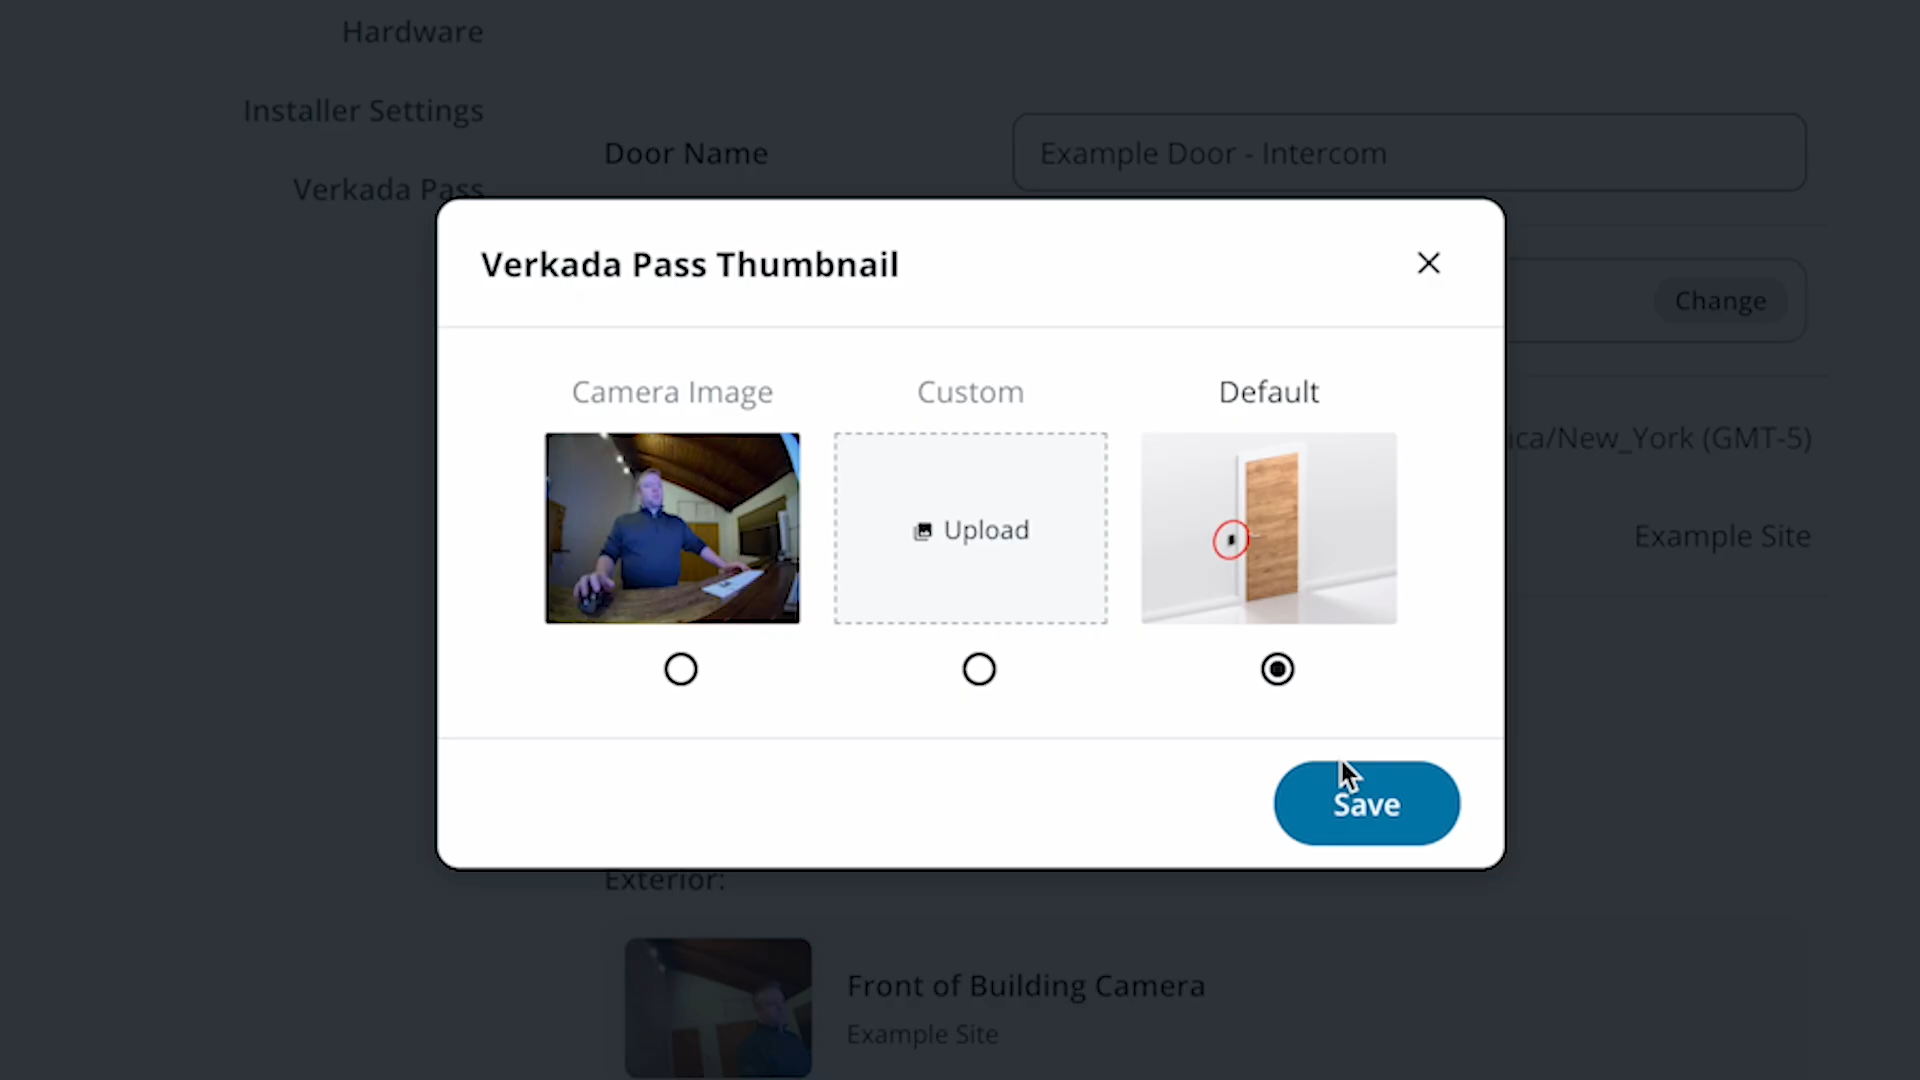 Hardware
Installer Settings
Verkada Pass
Door Name
Example Door - Intercom
Change
ica/New_York (GMT-5)
Example Site
Verkada Pass Thumbnail
Camera Image
Custom
Default
Upload
Save
Exterior:
Front of Building Camera
Example Site